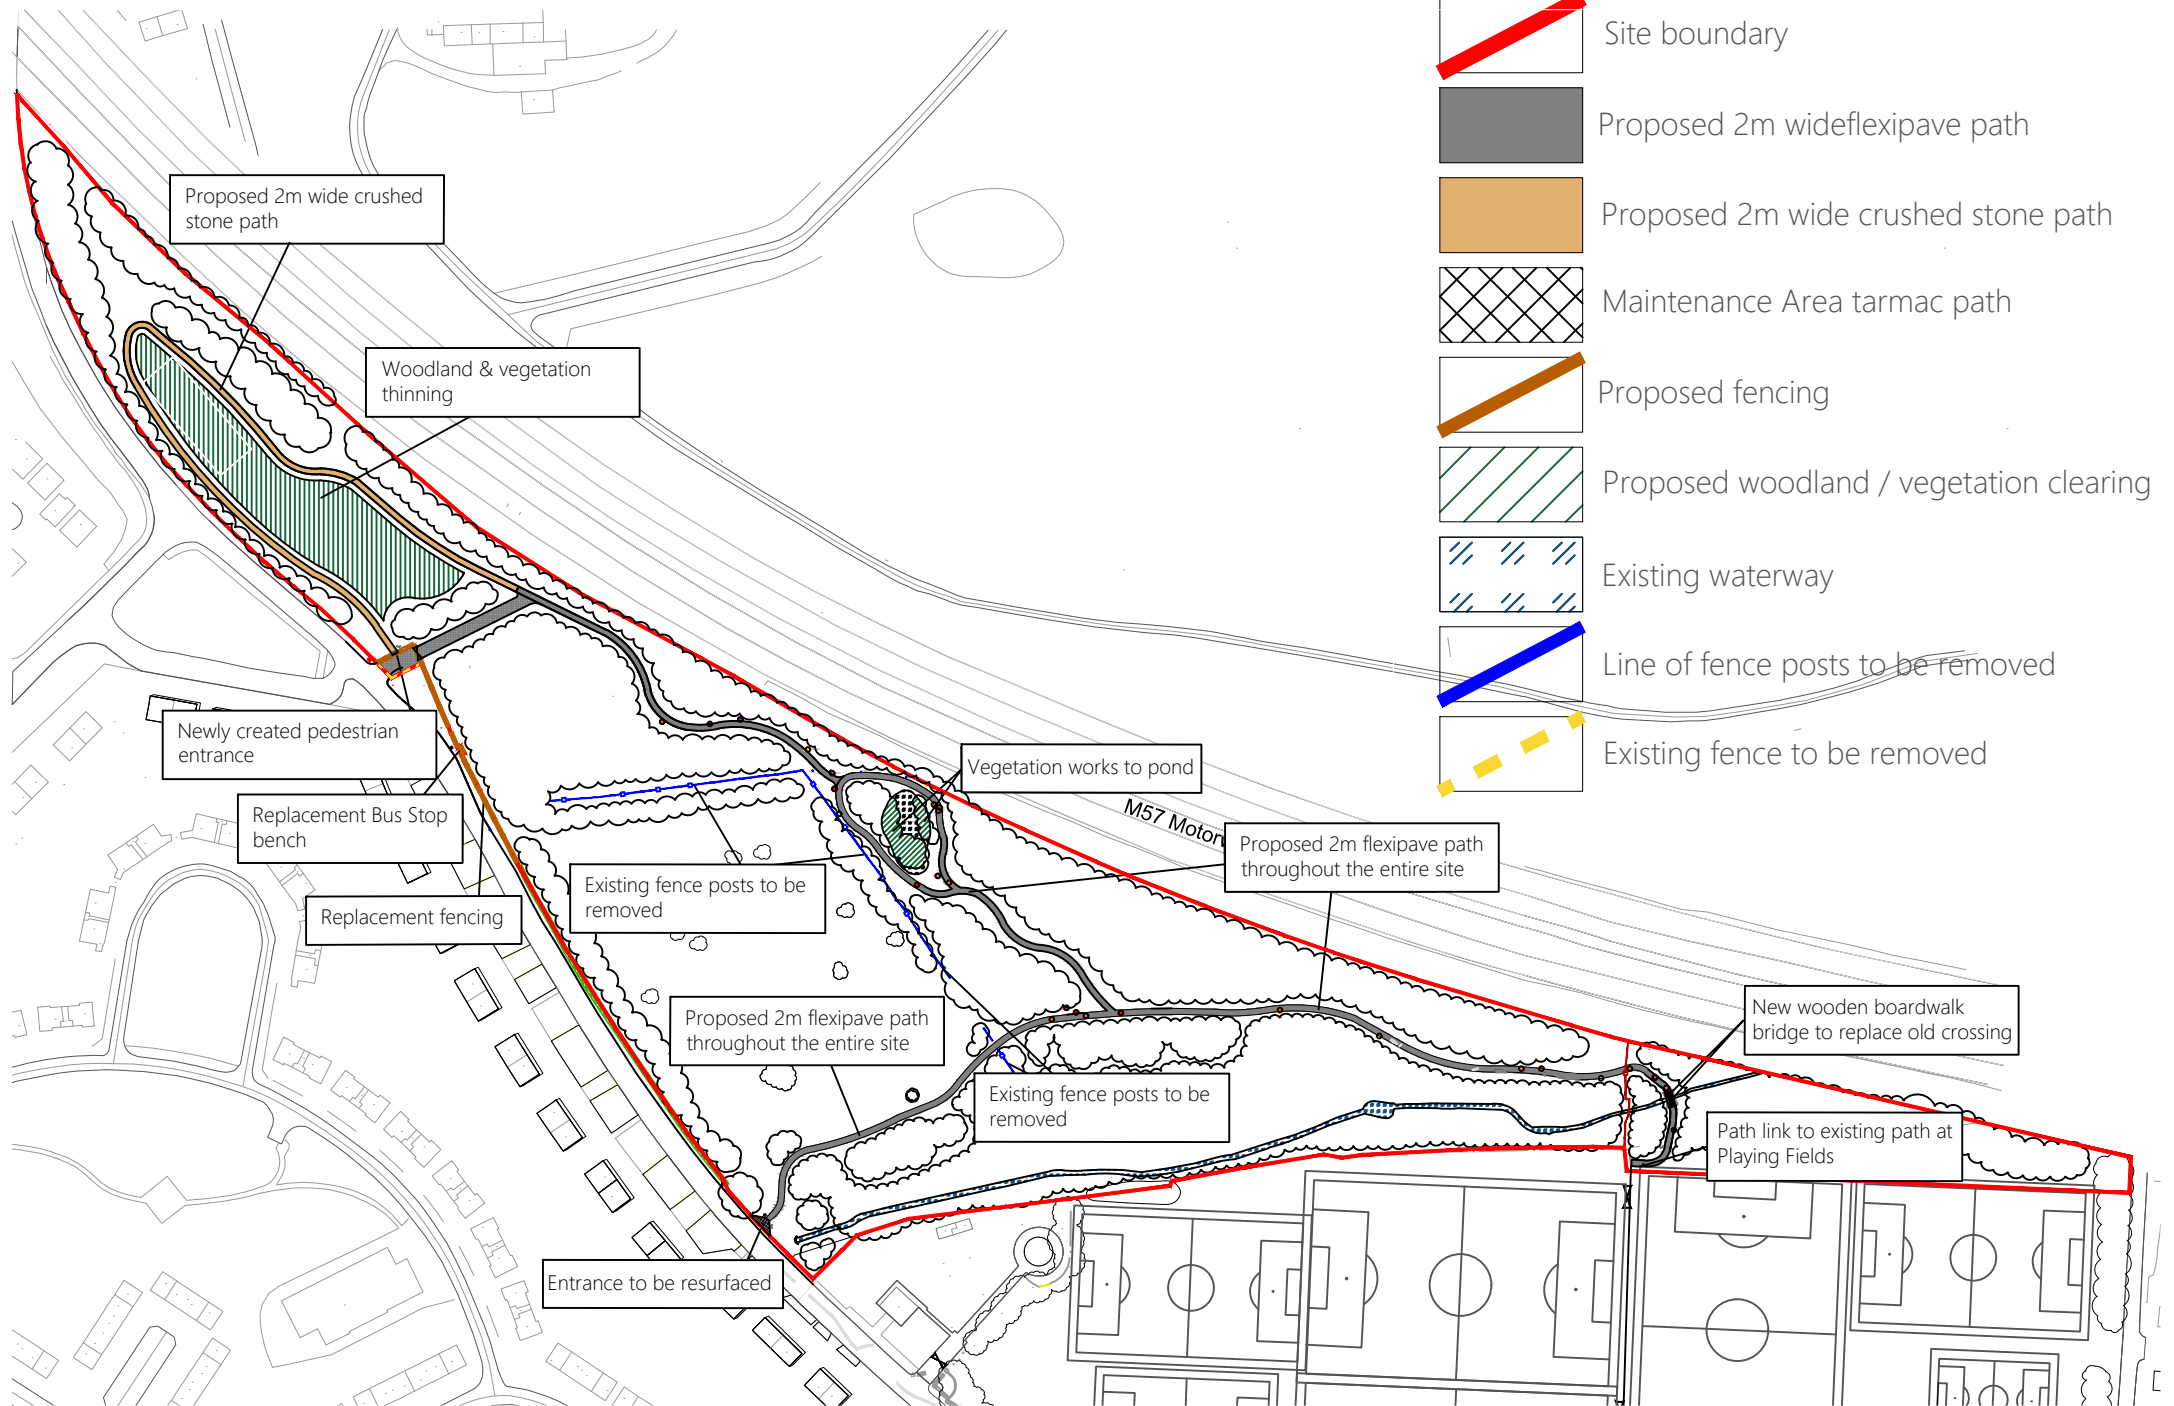 Site boundary
Proposed 2m wideflexipave path
Proposed 2m wide crushed stone path
Maintenance Area tarmac path
Proposed fencing
Proposed woodland / vegetation clearing
Existing waterway
Line of fence posts to be removed
Existing fence to be removed
Proposed 2m wide crushed
stone path
Woodland & vegetation
thinning
Newly created pedestrian
entrance
Replacement Bus Stop
bench
Replacement fencing
Vegetation works to pond
M57
Proposed 2m flexipave path
throughout the entire site
Existing fence posts to be
removed
Proposed 2m flexipave path
throughout the entire site
New wooden boardwalk
bridge to replace old crossing
Existing fence posts to be
removed
Path link to existing path at
Playing Fields
Entrance to be resurfaced